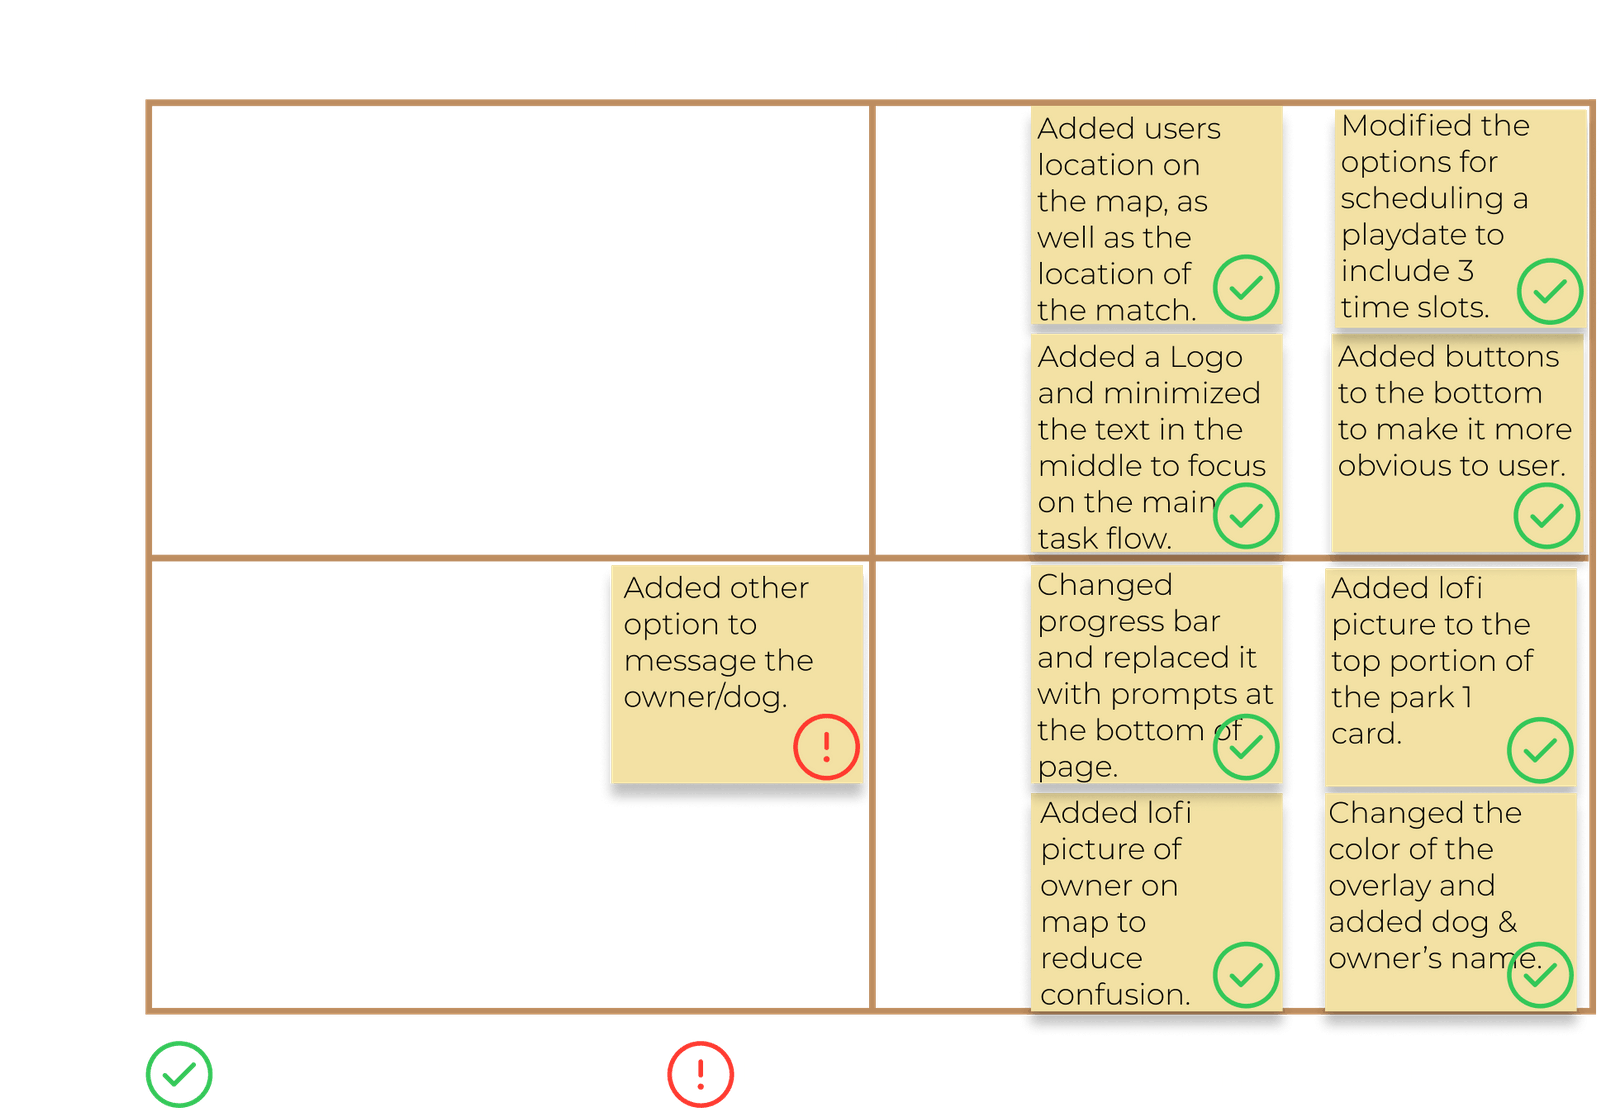 Added users
location on
the map, as
well as the
location of
the match.
Modified the
options for
scheduling a
playdate to
include 3
time slots.
Added a Logo
and minimized
the text in the
middle to focus
on the main
task flow.
Added buttons
to the bottom
to make it more
obvious to user.
Added other
option to
message the
owner/dog.
Changed
progress bar
and replaced it
with prompts at
the bottom of
page.
Added lofi
picture to the
top portion of
the park 1
card.
Added lofi
picture of
owner on
map to
reduce
confusion.
Changed the
color of the
overlay and
added dog &
owner’s name.